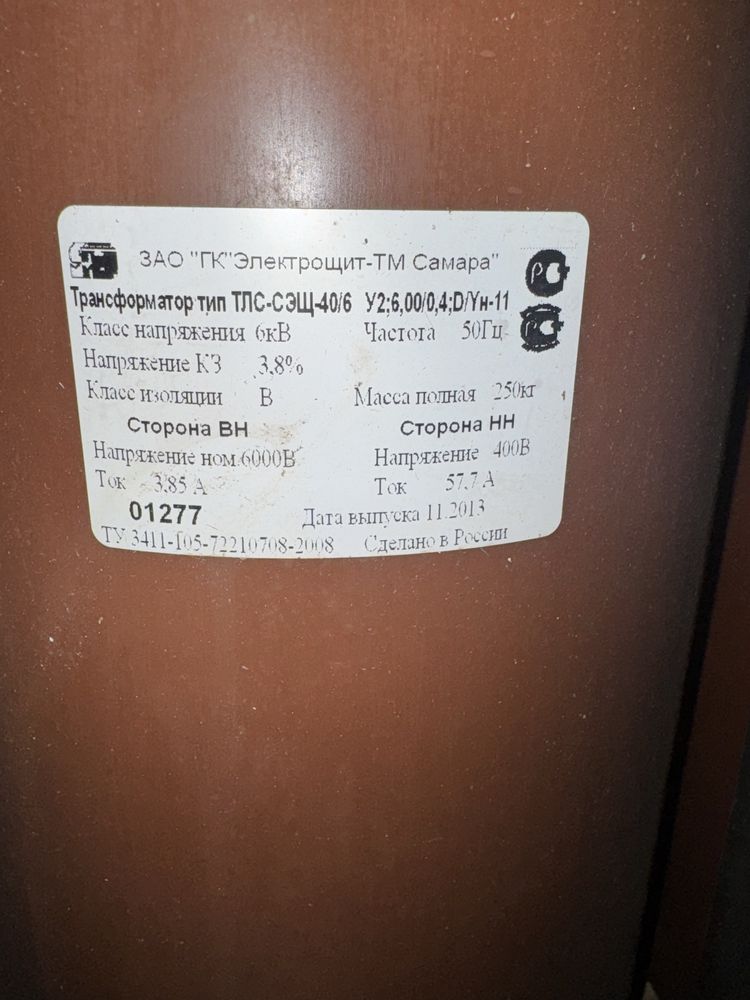 ЗАО "ГК"Электрощит-ТМ Самара"
Трансформатор тип ТЛС-СЭЩ-40/6 У2;6,00/0,4;D/Yн-11
Класс напряжения 6кВ Частота 50Гц
Напряжение КЗ 3,8%
Класс изоляции В Масса полная 250кг
Сторона ВН Сторона НН
Напряжение ном.6000В Напряжение 400В
Ток 3,85 А Ток 57,7 А
01277 Дата выпуска 11.2013
ТУ 3411-105-72210708-2008 Сделано в России